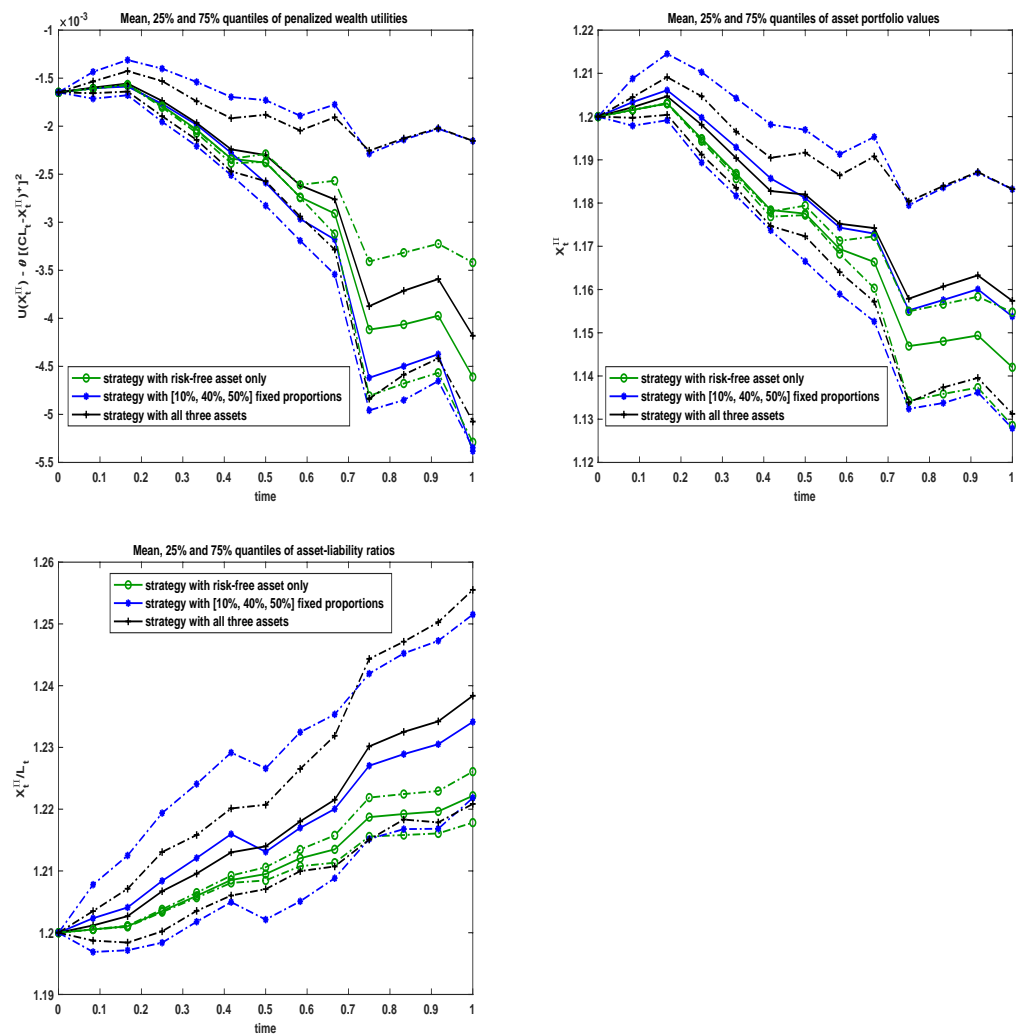 Mean, 25% and 75% quantiles of penalized wealth utilities
×10⁻³
-1
-1.5
-2
-2.5
-3
-3.5
-4
-4.5
-5
-5.5
U(X_t^Π) - θ [(CL_t-X_t^Π)⁺]²
strategy with risk-free asset only
strategy with [10%, 40%, 50%] fixed proportions
strategy with all three assets
0 0.1 0.2 0.3 0.4 0.5 0.6 0.7 0.8 0.9 1
time
Mean, 25% and 75% quantiles of asset portfolio values
1.22
1.21
1.20
1.19
1.18
1.17
1.16
1.15
1.14
1.13
1.12
X_t^Π
strategy with risk-free asset only
strategy with [10%, 40%, 50%] fixed proportions
strategy with all three assets
0 0.1 0.2 0.3 0.4 0.5 0.6 0.7 0.8 0.9 1
time
Mean, 25% and 75% quantiles of asset-liability ratios
1.26
1.25
1.24
1.23
1.22
1.21
1.20
1.19
X_t^Π/L_t
strategy with risk-free asset only
strategy with [10%, 40%, 50%] fixed proportions
strategy with all three assets
0 0.1 0.2 0.3 0.4 0.5 0.6 0.7 0.8 0.9 1
time